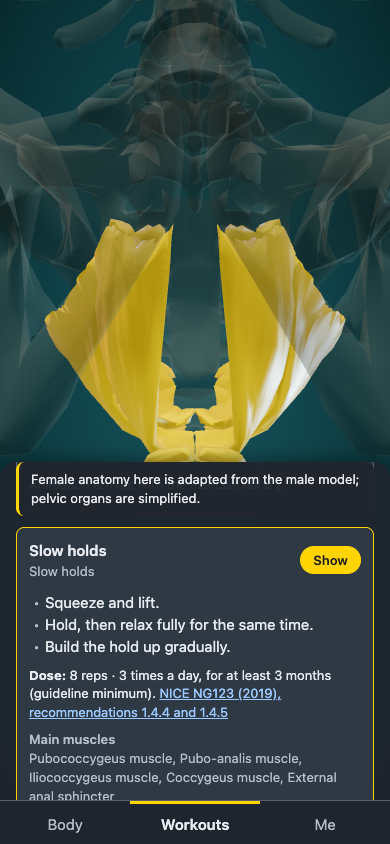 Female anatomy here is adapted from the male model;
pelvic organs are simplified.
Slow holds
Show
Slow holds
• Squeeze and lift.
• Hold, then relax fully for the same time.
• Build the hold up gradually.
Dose: 8 reps · 3 times a day, for at least 3 months
(guideline minimum). NICE NG123 (2019),
recommendations 1.4.4 and 1.4.5
Main muscles
Pubococcygeus muscle, Pubo-analis muscle,
Iliococcygeus muscle, Coccygeus muscle, External
anal sphincter
Body
Workouts
Me